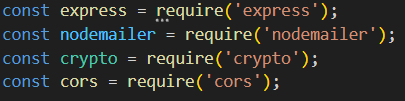 const express = require('express');
const nodemailer = require('nodemailer');
const crypto = require('crypto');
const cors = require('cors');